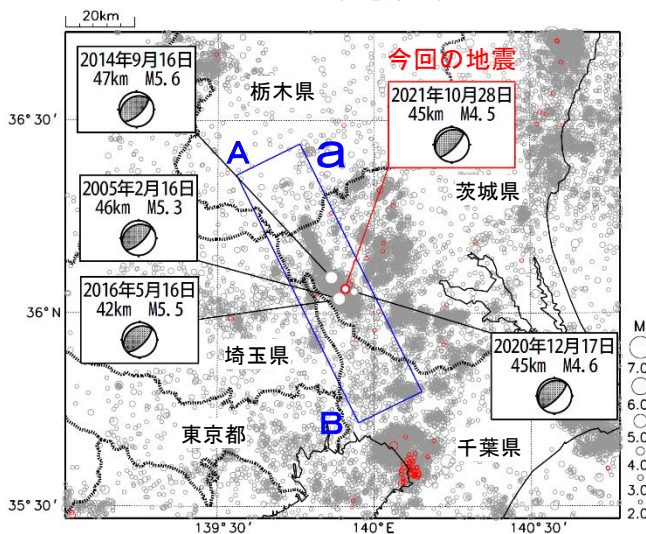 20km
36°30′
36°N
35°30′
139°30′
140°E
140°30′
2014年9月16日
47km M5.6
2005年2月16日
46km M5.3
2016年5月16日
42km M5.5
今回の地震
2021年10月28日
45km M4.5
2020年12月17日
45km M4.6
栃木県
茨城県
埼玉県
東京都
千葉県
A
a
B
M
7.0
6.0
5.0
4.0
3.0
2.0